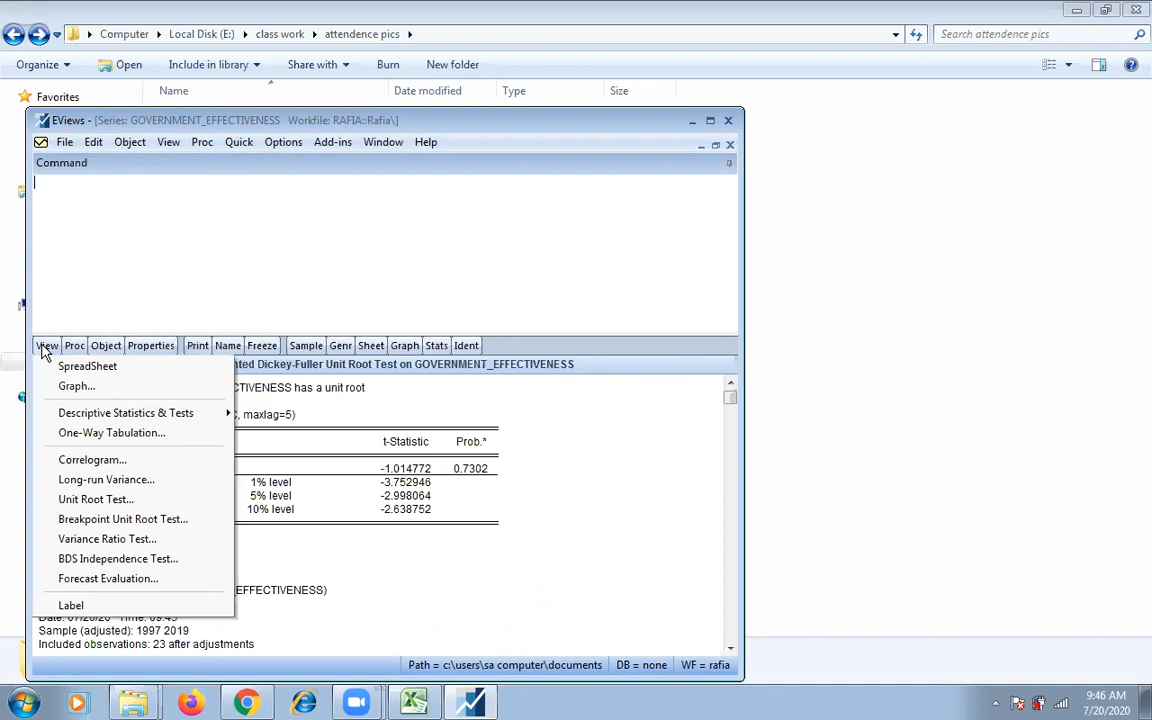 Computer Local Disk (E:) class work attendence pics
Search attendence pics
Organize Open Include in library Share with Burn New folder
Favorites Name Date modified Type Size
EViews - [Series: GOVERNMENT_EFFECTIVENESS Workfile: RAFIA::Rafia\]
File Edit Object View Proc Quick Options Add-ins Window Help
Command
View Proc Object Properties Print Name Freeze Sample Genr Sheet Graph Stats Ident
SpreadSheet
Graph...
Descriptive Statistics & Tests
One-Way Tabulation...
Correlogram...
Long-run Variance...
Unit Root Test...
Breakpoint Unit Root Test...
Variance Ratio Test...
BDS Independence Test...
Forecast Evaluation...
Label
nted Dickey-Fuller Unit Root Test on GOVERNMENT_EFFECTIVENESS
CTIVENESS has a unit root
C, maxlag=5)
t-Statistic Prob.*
-1.014772 0.7302
1% level -3.752946
5% level -2.998064
10% level -2.638752
EFFECTIVENESS)
Sample (adjusted): 1997 2019
Included observations: 23 after adjustments
Path = c:\users\sa computer\documents DB = none WF = rafia
9:46 AM
7/20/2020